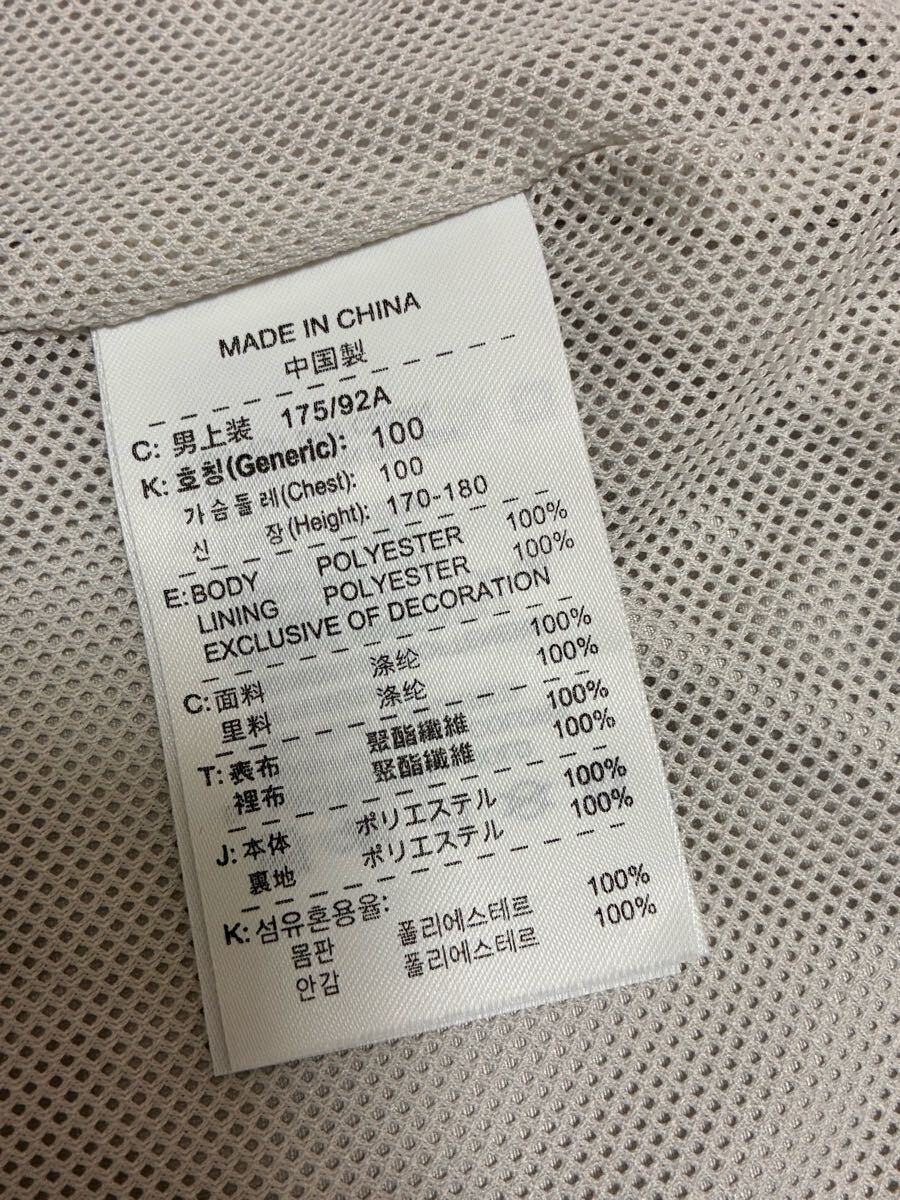 MADE IN CHINA
中国製
C: 男上装 175/92A
K: 호칭(Generic): 100
가슴둘레(Chest): 100
신 장(Height): 170-180
E: BODY POLYESTER 100%
LINING POLYESTER 100%
EXCLUSIVE OF DECORATION
C: 面料 涤纶 100%
里料 涤纶 100%
T: 表布 聚酯纖維 100%
裡布 聚酯纖維 100%
J: 本体 ポリエステル 100%
裏地 ポリエステル 100%
K: 섬유혼용율:
몸판 폴리에스테르 100%
안감 폴리에스테르 100%